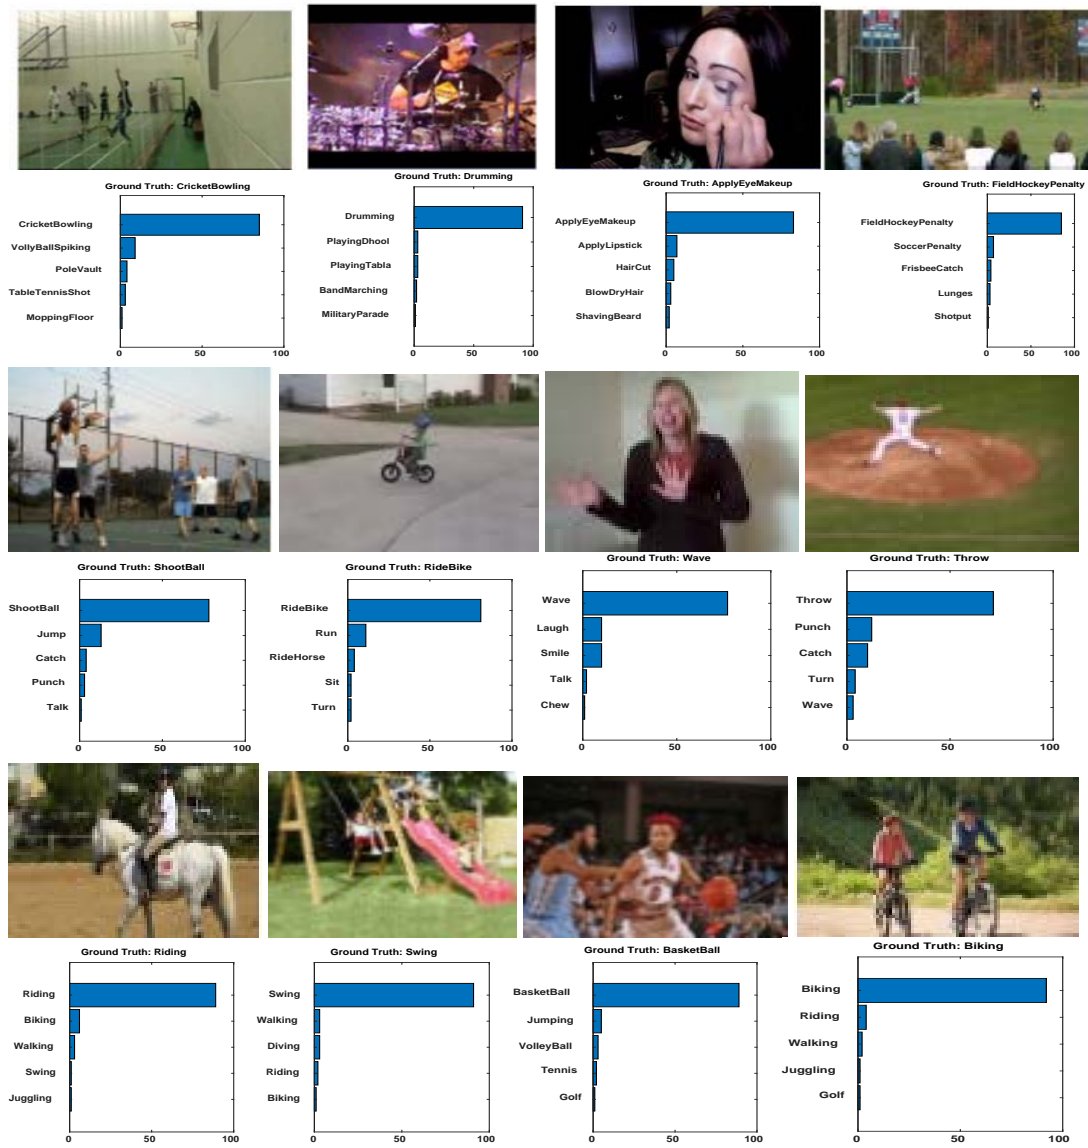 Ground Truth: CricketBowling
CricketBowling
VollyBallSpiking
PoleVault
TableTennisShot
MoppingFloor
0 50 100
Ground Truth: Drumming
Drumming
PlayingDhool
PlayingTabla
BandMarching
MilitaryParade
0 50 100
Ground Truth: ApplyEyeMakeup
ApplyEyeMakeup
ApplyLipstick
HairCut
BlowDryHair
ShavingBeard
0 50 100
Ground Truth: FieldHockeyPenalty
FieldHockeyPenalty
SoccerPenalty
FrisbeeCatch
Lunges
Shotput
0 50 100
Ground Truth: ShootBall
ShootBall
Jump
Catch
Punch
Talk
0 50 100
Ground Truth: RideBike
RideBike
Run
RideHorse
Sit
Turn
0 50 100
Ground Truth: Wave
Wave
Laugh
Smile
Talk
Chew
0 50 100
Ground Truth: Throw
Throw
Punch
Catch
Turn
Wave
0 50 100
Ground Truth: Riding
Riding
Biking
Walking
Swing
Juggling
0 50 100
Ground Truth: Swing
Swing
Walking
Diving
Riding
Biking
0 50 100
Ground Truth: BasketBall
BasketBall
Jumping
VolleyBall
Tennis
Golf
0 50 100
Ground Truth: Biking
Biking
Riding
Walking
Juggling
Golf
0 50 100